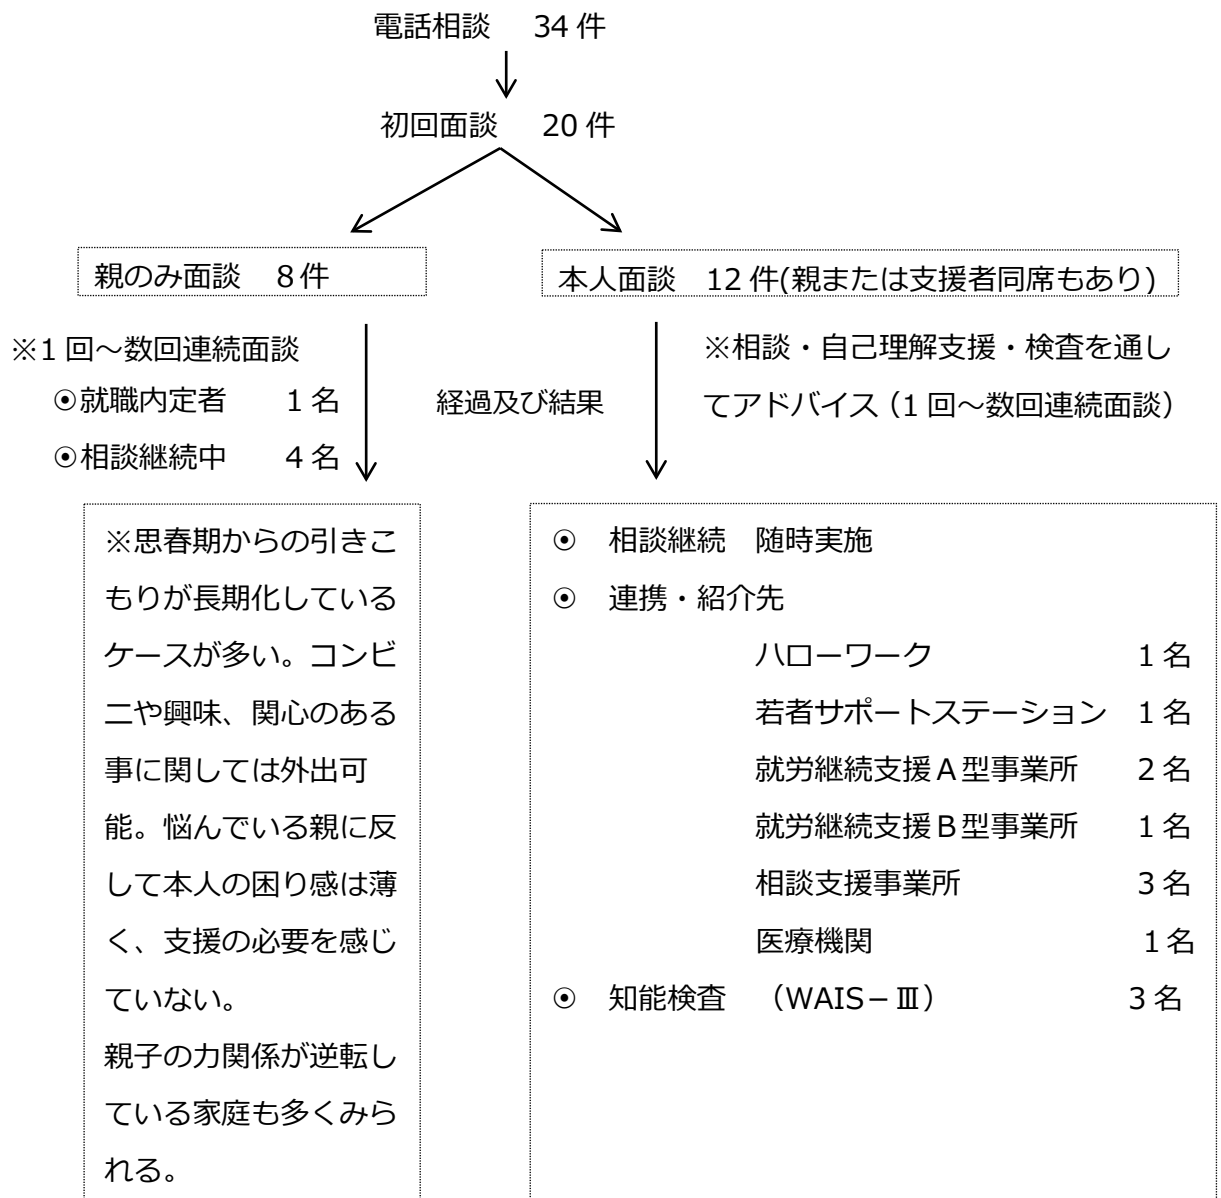 電話相談 34件
初回面談 20件
親のみ面談 8件
本人面談 12件(親または支援者同席もあり)
※1回～数回連続面談
⦿就職内定者 1名
⦿相談継続中 4名
経過及び結果
※相談・自己理解支援・検査を通し
てアドバイス（1回～数回連続面談）
※思春期からの引きこ
もりが長期化している
ケースが多い。コンビ
ニや興味、関心のある
事に関しては外出可
能。悩んでいる親に反
して本人の困り感は薄
く、支援の必要を感じ
ていない。
親子の力関係が逆転し
ている家庭も多くみら
れる。
⦿ 相談継続 随時実施
⦿ 連携・紹介先
ハローワーク 1名
若者サポートステーション 1名
就労継続支援Ａ型事業所 2名
就労継続支援Ｂ型事業所 1名
相談支援事業所 3名
医療機関 1名
⦿ 知能検査 （WAIS－Ⅲ） 3名